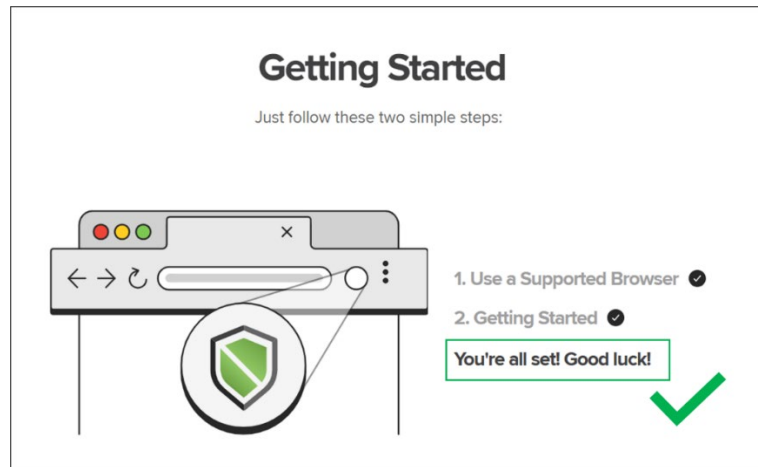 Getting Started
Just follow these two simple steps:
1. Use a Supported Browser
2. Getting Started
You're all set! Good luck!